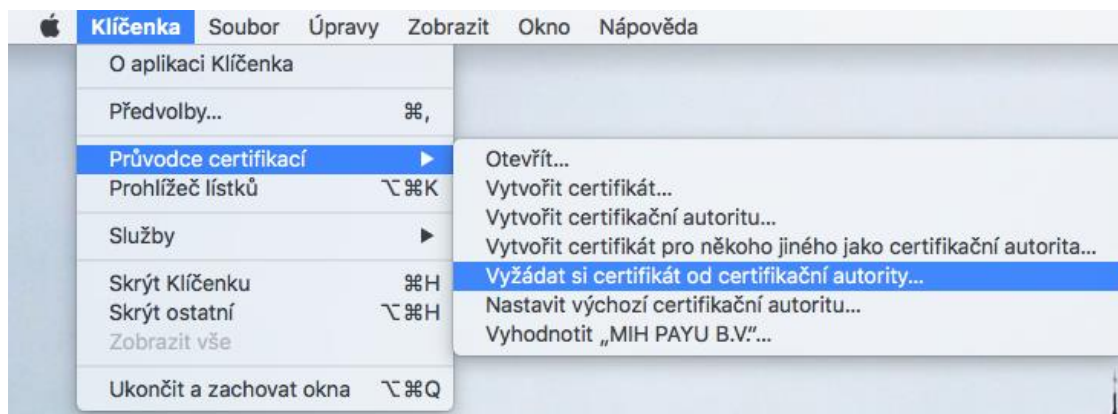 Klíčenka Soubor Úpravy Zobrazit Okno Nápověda
O aplikaci Klíčenka
Předvolby... ⌘,
Průvodce certifikací ▶
Prohlížeč lístků ⌥⌘K
Služby ▶
Skrýt Klíčenku ⌘H
Skrýt ostatní ⌥⌘H
Zobrazit vše
Ukončit a zachovat okna ⌥⌘Q
Otevřít...
Vytvořit certifikát...
Vytvořit certifikační autoritu...
Vytvořit certifikát pro někoho jiného jako certifikační autorita...
Vyžádat si certifikát od certifikační autority...
Nastavit výchozí certifikační autoritu...
Vyhodnotit „MIH PAYU B.V.“...